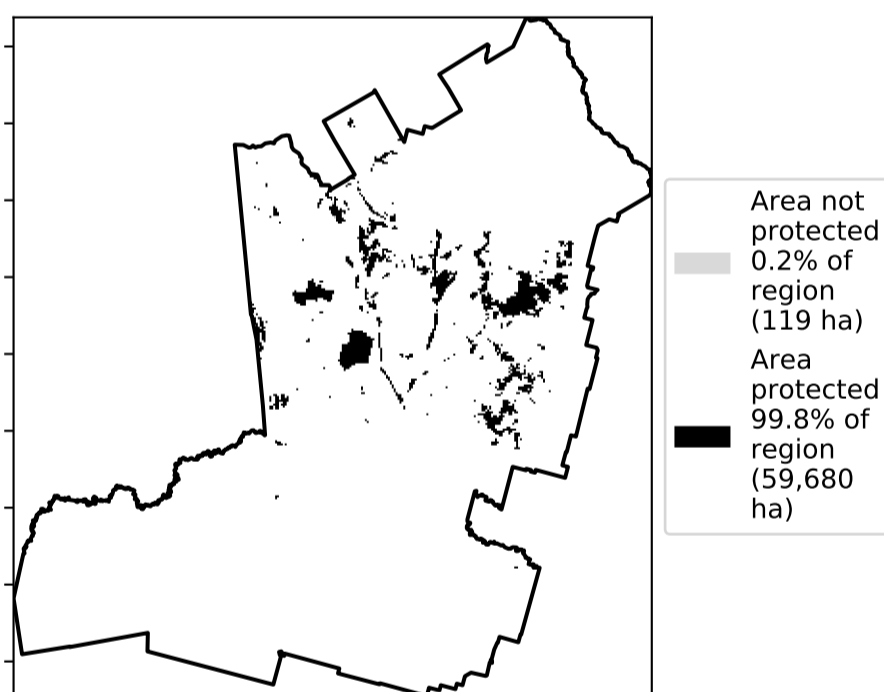 Area not
protected
0.2% of
region
(119 ha)
Area
protected
99.8% of
region
(59,680
ha)